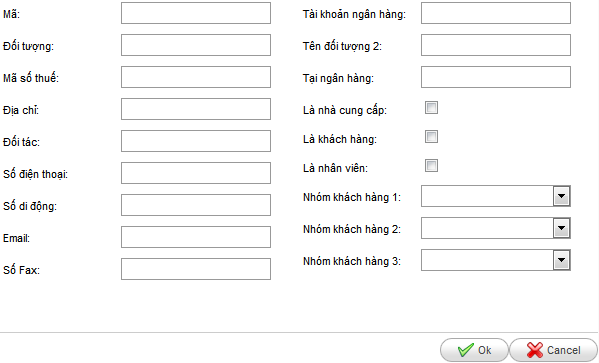 Mã:
Đối tượng:
Mã số thuế:
Địa chỉ:
Đối tác:
Số điện thoại:
Số di động:
Email:
Số Fax:
Tài khoản ngân hàng:
Tên đối tượng 2:
Tại ngân hàng:
Là nhà cung cấp:
Là khách hàng:
Là nhân viên:
Nhóm khách hàng 1:
Nhóm khách hàng 2:
Nhóm khách hàng 3:
Ok
Cancel